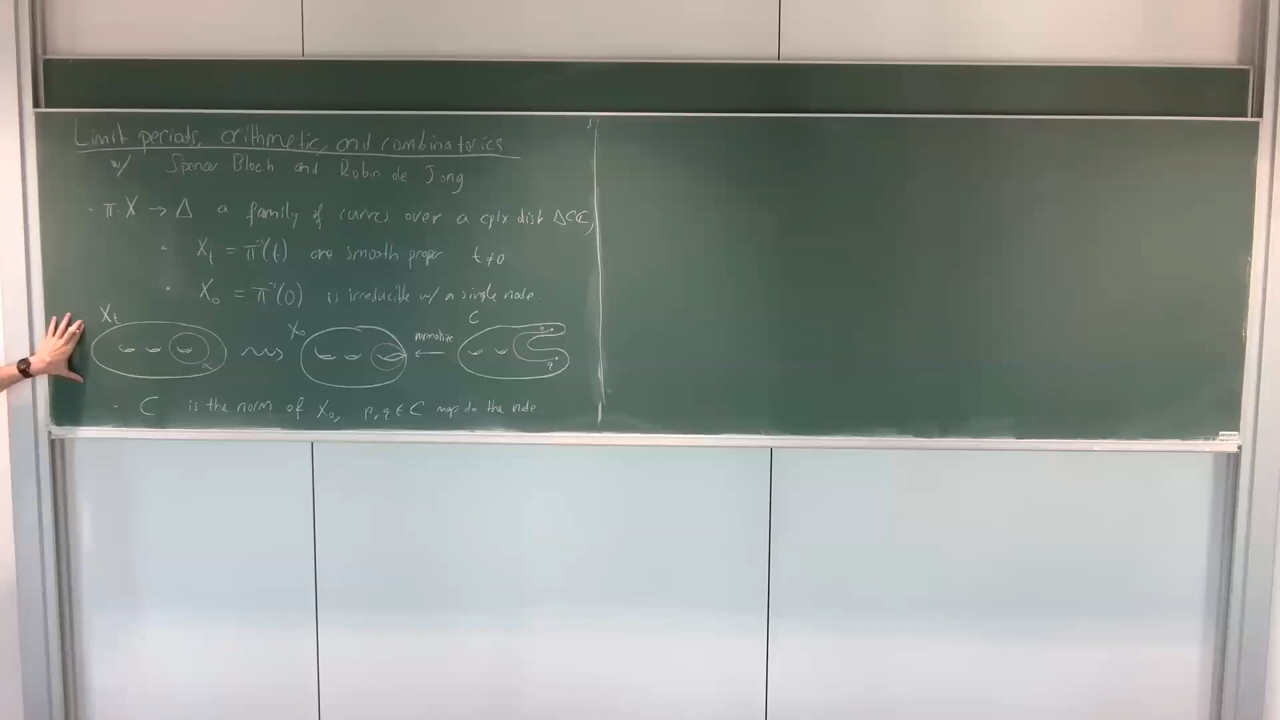 Limit periods, arithmetic, and combinatorics
w/ Spencer Bloch and Robin de Jong
· π: X → Δ a family of curves over a cplx disk Δ⊂ℂ,
· X_t = π⁻¹(t) are smooth proper t≠0
· X_0 = π⁻¹(0) is irreducible w/ a single node.
X_t X_0 normalize C
p
q
· C is the norm of X_0, p, q ∈ C map to the node